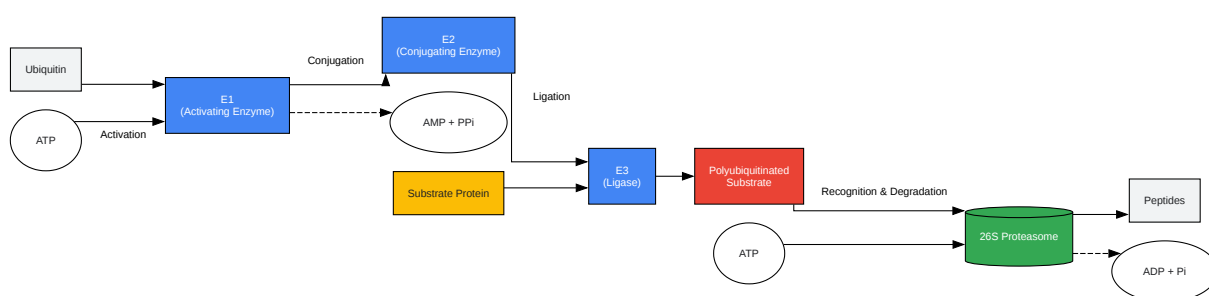 E2
(Conjugating Enzyme)
Conjugation
Ubiquitin
E1
(Activating Enzyme)
Ligation
ATP
Activation
AMP + PPi
E3
(Ligase)
Polyubiquitinated
Substrate
Substrate Protein
Recognition & Degradation
Peptides
26S Proteasome
ATP
ADP + Pi